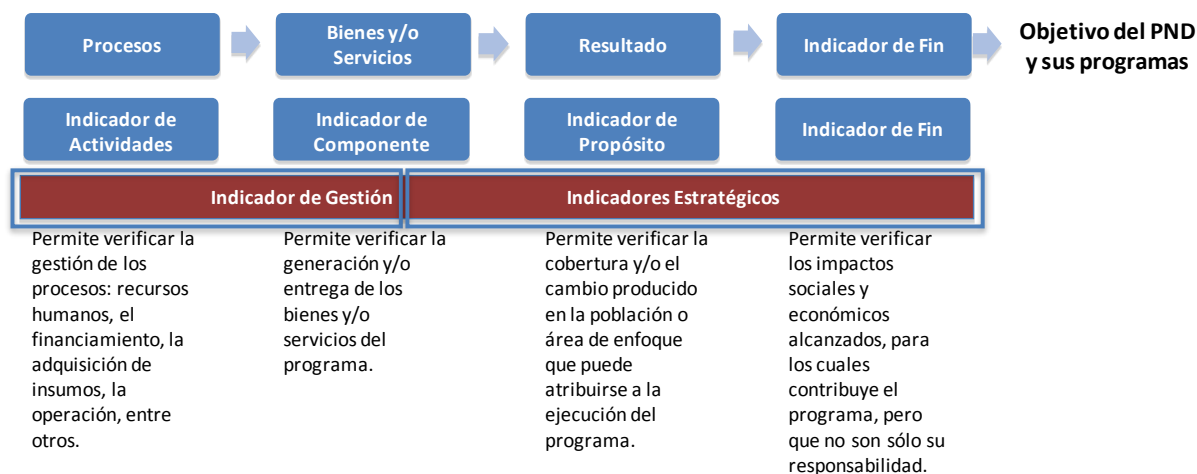 Procesos
Bienes y/o
Servicios
Resultado
Indicador de Fin
Objetivo del PND
y sus programas
Indicador de
Actividades
Indicador de
Componente
Indicador de
Propósito
Indicador de Fin
Indicador de Gestión
Indicadores Estratégicos
Permite verificar la
gestión de los
procesos: recursos
humanos, el
financiamiento, la
adquisición de
insumos, la
operación, entre
otros.
Permite verificar la
generación y/o
entrega de los
bienes y/o
servicios del
programa.
Permite verificar la
cobertura y/o el
cambio producido
en la población o
área de enfoque
que puede
atribuirse a la
ejecución del
programa.
Permite verificar
los impactos
sociales y
económicos
alcanzados, para
los cuales
contribuye el
programa, pero
que no son sólo su
responsabilidad.